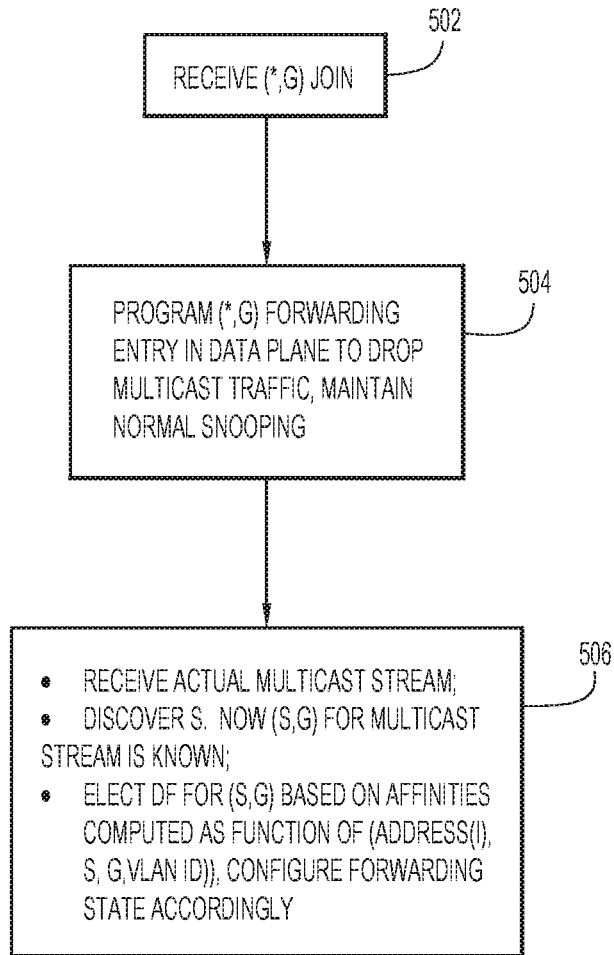 502
RECEIVE (*,G) JOIN
504
PROGRAM (*,G) FORWARDING
ENTRY IN DATA PLANE TO DROP
MULTICAST TRAFFIC, MAINTAIN
NORMAL SNOOPING
506
• RECEIVE ACTUAL MULTICAST STREAM;
• DISCOVER S. NOW (S,G) FOR MULTICAST
STREAM IS KNOWN;
• ELECT DF FOR (S,G) BASED ON AFFINITIES
COMPUTED AS FUNCTION OF (ADDRESS(I),
S, G,VLAN ID)), CONFIGURE FORWARDING
STATE ACCORDINGLY